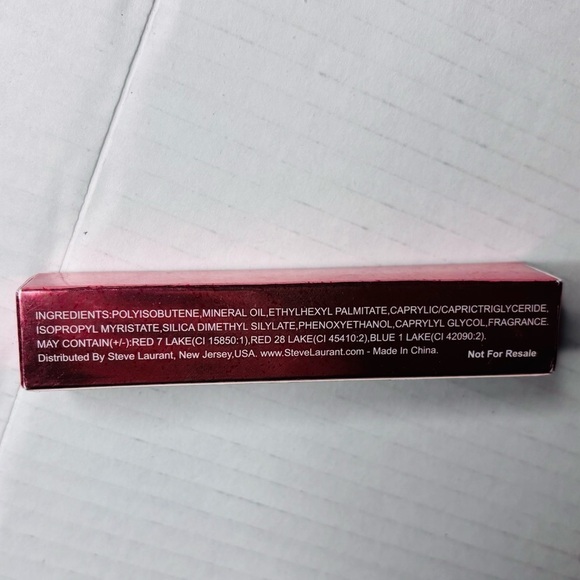 INGREDIENTS:POLYISOBUTENE,MINERAL OIL,ETHYLHEXYL PALMITATE,CAPRYLIC/CAPRICTRIGLYCERIDE,
ISOPROPYL MYRISTATE,SILICA DIMETHYL SILYLATE,PHENOXYETHANOL,CAPRYLYL GLYCOL,FRAGRANCE.
MAY CONTAIN(+/-):RED 7 LAKE(CI 15850:1),RED 28 LAKE(CI 45410:2),BLUE 1 LAKE(CI 42090:2).
Distributed By Steve Laurant, New Jersey,USA. www.SteveLaurant.com - Made In China. Not For Resale